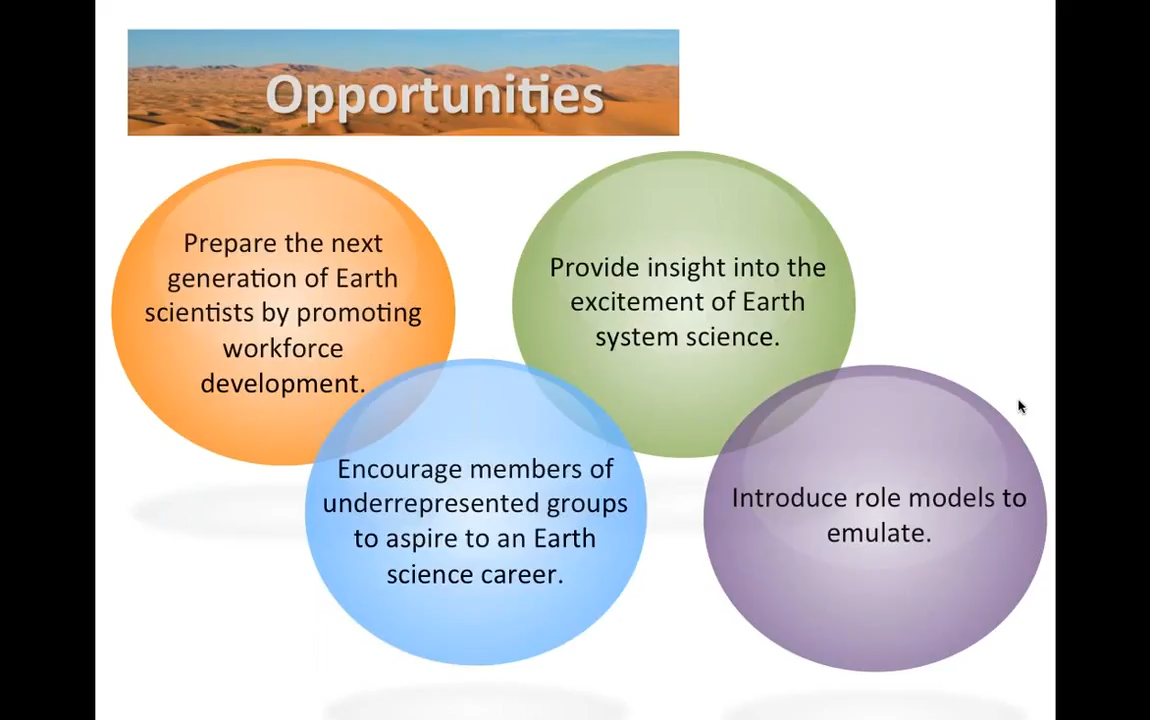 Opportunities
Prepare the next
generation of Earth
scientists by promoting
workforce
development.
Provide insight into the
excitement of Earth
system science.
Encourage members of
underrepresented groups
to aspire to an Earth
science career.
Introduce role models to
emulate.